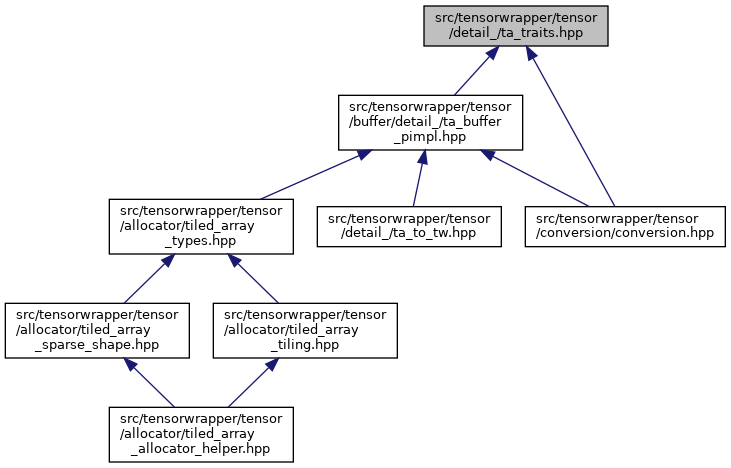 src/tensorwrapper/tensor
/detail_/ta_traits.hpp
src/tensorwrapper/tensor
/buffer/detail_/ta_buffer
_pimpl.hpp
src/tensorwrapper/tensor
/allocator/tiled_array
_types.hpp
src/tensorwrapper/tensor
/detail_/ta_to_tw.hpp
src/tensorwrapper/tensor
/conversion/conversion.hpp
src/tensorwrapper/tensor
/allocator/tiled_array
_sparse_shape.hpp
src/tensorwrapper/tensor
/allocator/tiled_array
_tiling.hpp
src/tensorwrapper/tensor
/allocator/tiled_array
_allocator_helper.hpp